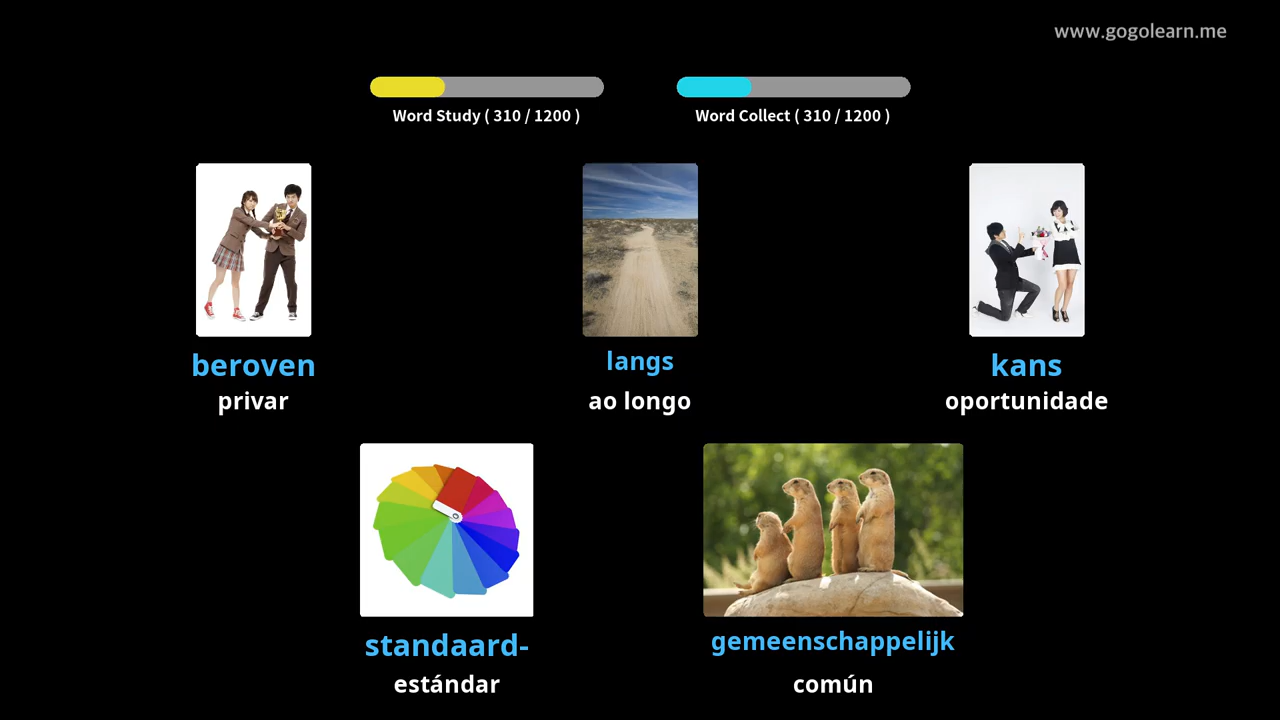 www.gogolearn.me
Word Study ( 310 / 1200 )
Word Collect ( 310 / 1200 )
beroven
privar
langs
ao longo
kans
oportunidade
standaard-
estándar
gemeenschappelijk
común